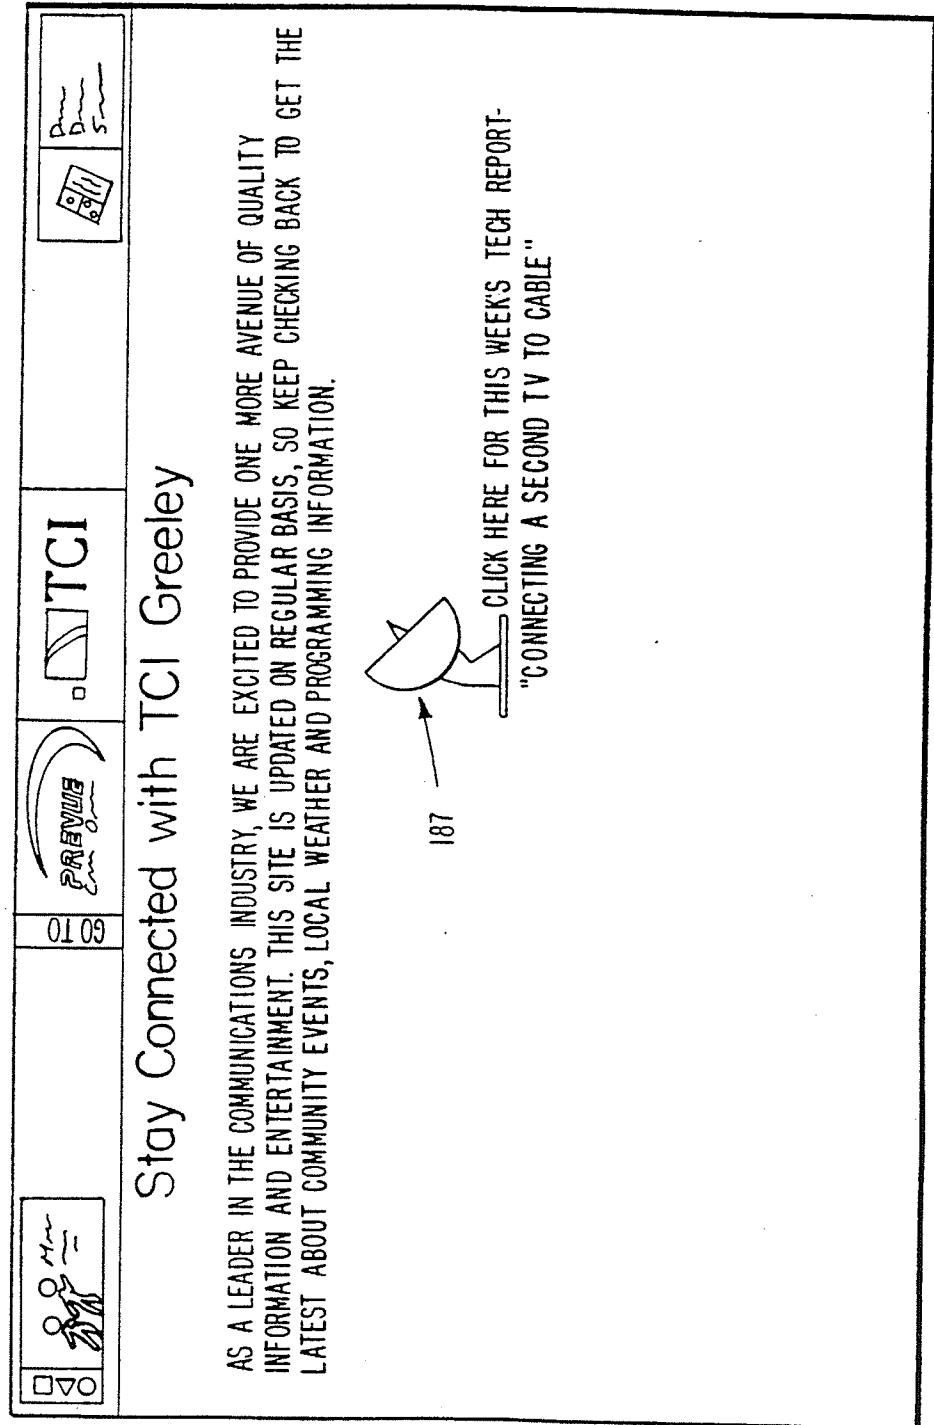 GO TO
PREVUE
TCI
Stay Connected with TCI Greeley
AS A LEADER IN THE COMMUNICATIONS INDUSTRY, WE ARE EXCITED TO PROVIDE ONE MORE AVENUE OF QUALITY
INFORMATION AND ENTERTAINMENT. THIS SITE IS UPDATED ON REGULAR BASIS, SO KEEP CHECKING BACK TO GET THE
LATEST ABOUT COMMUNITY EVENTS, LOCAL WEATHER AND PROGRAMMING INFORMATION.
187
CLICK HERE FOR THIS WEEK'S TECH REPORT-
"CONNECTING A SECOND TV TO CABLE"